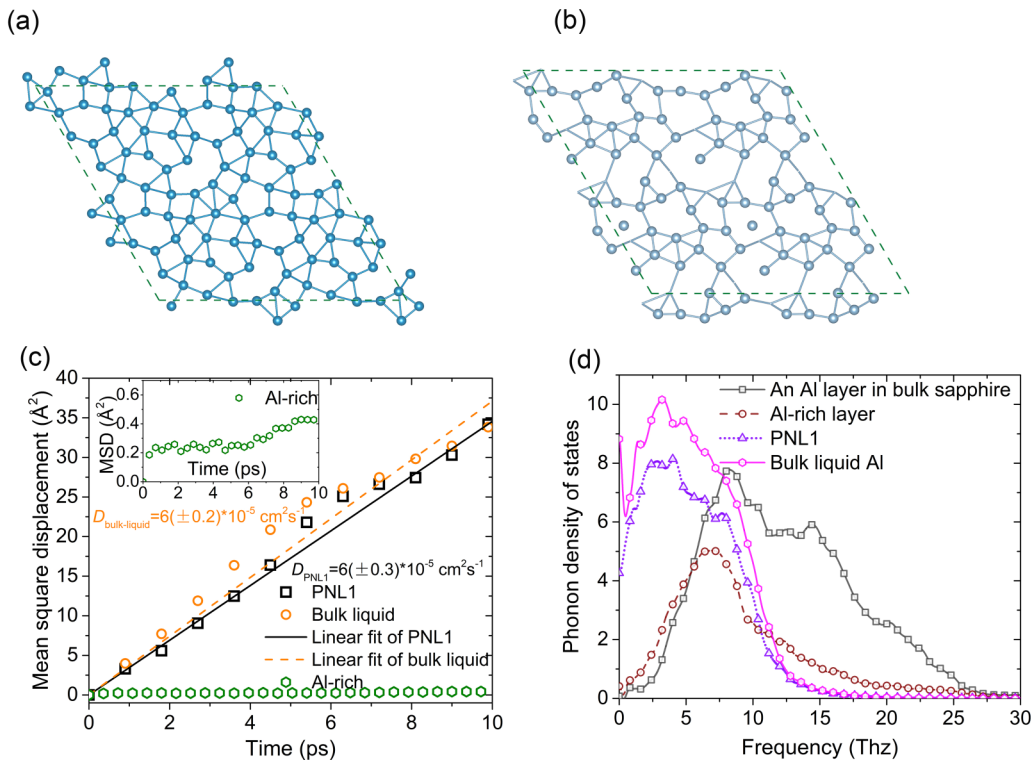 (a)
(b)
(c)
40
35
30
25
20
15
10
5
0
Mean square displacement (Å²)
0 2 4 6 8 10
Time (ps)
0.6
0.4
0.2
0.0
MSD (Å²)
Al-rich
Time (ps)
0 2 4 6 8 10
D_bulk-liquid=6(±0.2)*10⁻⁵ cm²s⁻¹
D_PNL1=6(±0.3)*10⁻⁵ cm²s⁻¹
PNL1
Bulk liquid
Linear fit of PNL1
Linear fit of bulk liquid
Al-rich
(d)
10
8
6
4
2
0
Phonon density of states
An Al layer in bulk sapphire
Al-rich layer
PNL1
Bulk liquid Al
0 5 10 15 20 25 30
Frequency (Thz)